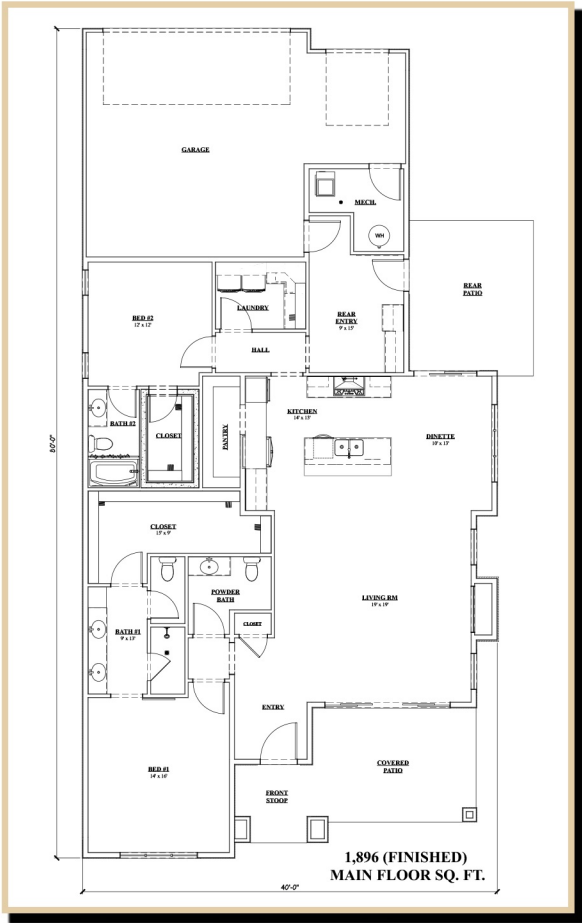 GARAGE
MECH.
WH
REAR
PATIO
LAUNDRY
BED #2
12' x 12'
REAR
ENTRY
9' x 15'
HALL
KITCHEN
14' x 13'
BATH #2
CLOSET
PANTRY
DINETTE
10' x 13'
80'-0"
CLOSET
15' x 9'
POWDER
BATH
LIVING RM
19' x 19'
CLOSET
BATH #1
9' x 13'
ENTRY
BED #1
14' x 16'
COVERED
PATIO
FRONT
STOOP
1,896 (FINISHED)
MAIN FLOOR SQ. FT.
40'-0"